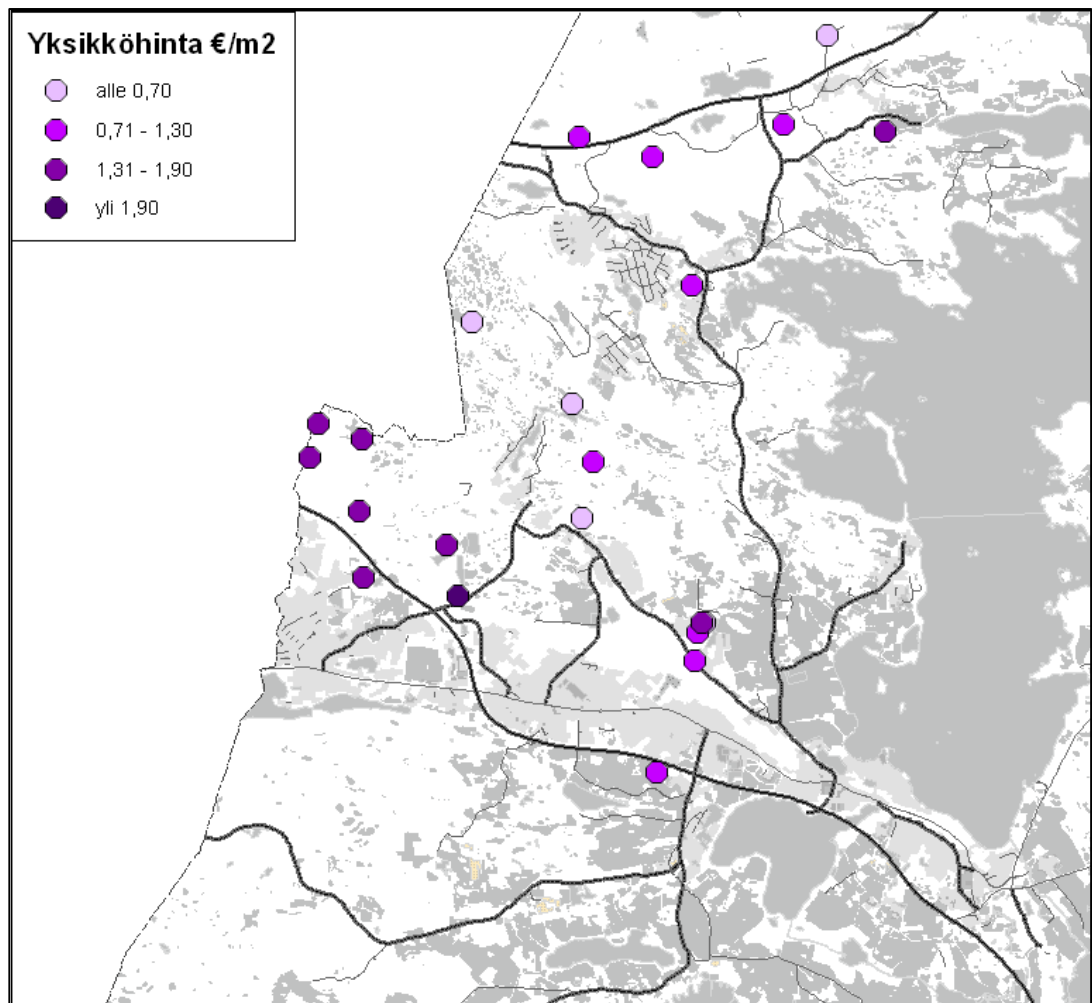 Yksikköhinta €/m2
alle 0,70
0,71 - 1,30
1,31 - 1,90
yli 1,90